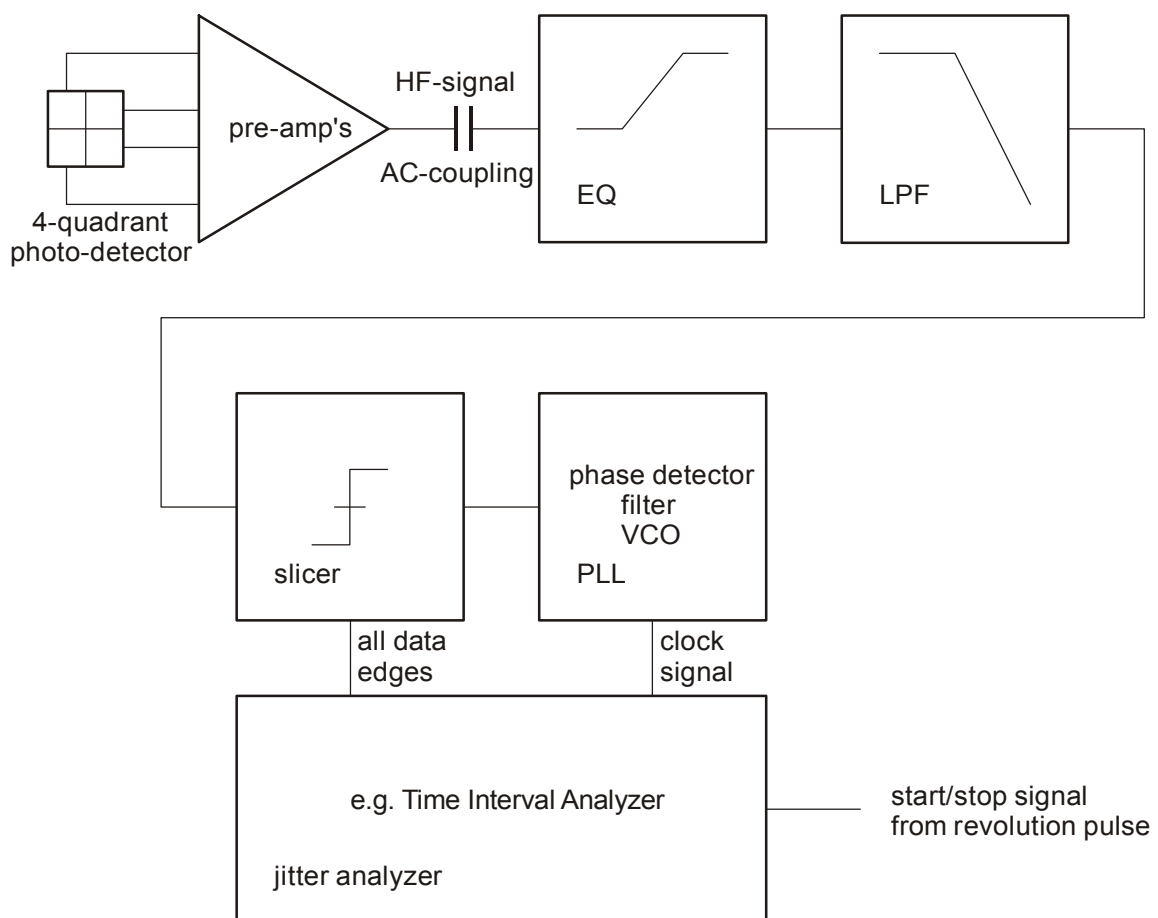 HF-signal
pre-amp's
AC-coupling
4-quadrant
photo-detector
EQ
LPF
slicer
phase detector
filter
VCO
PLL
all data
edges
clock
signal
e.g. Time Interval Analyzer
jitter analyzer
start/stop signal
from revolution pulse